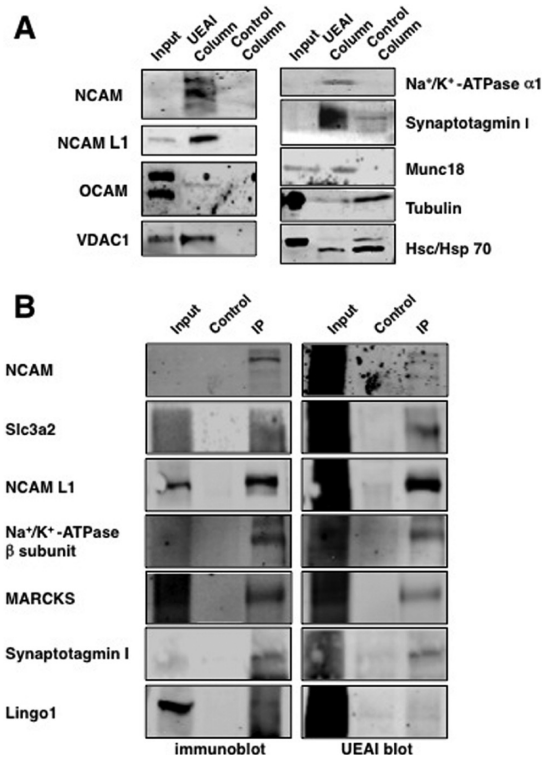 A
Input
UEAI Column
Control Column
NCAM
NCAM L1
OCAM
VDAC1
Input
UEAI Column
Control Column
Na+/K+-ATPase α1
Synaptotagmin I
Munc18
Tubulin
Hsc/Hsp 70
B
Input
Control
IP
Input
Control
IP
NCAM
Slc3a2
NCAM L1
Na+/K+-ATPase
β subunit
MARCKS
Synaptotagmin I
Lingo1
immunoblot
UEAI blot